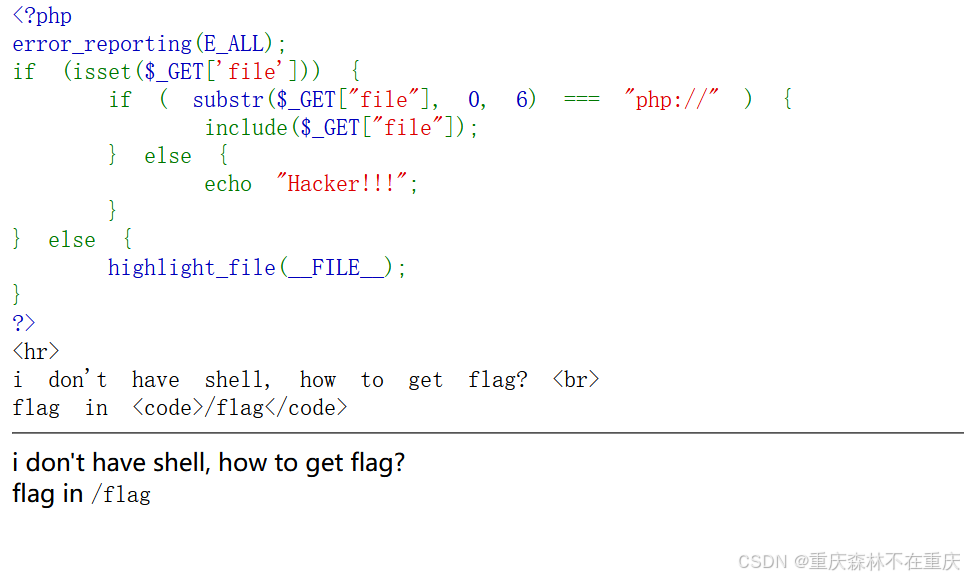 <?php
error_reporting(E_ALL);
if (isset($_GET['file'])) {
if ( substr($_GET["file"], 0, 6) === "php://" ) {
include($_GET["file"]);
} else {
echo "Hacker!!!";
}
} else {
highlight_file(__FILE__);
}
?>
<hr>
i don't have shell, how to get flag? <br>
flag in <code>/flag</code>
i don't have shell, how to get flag?
flag in /flag
CSDN @重庆森林不在重庆